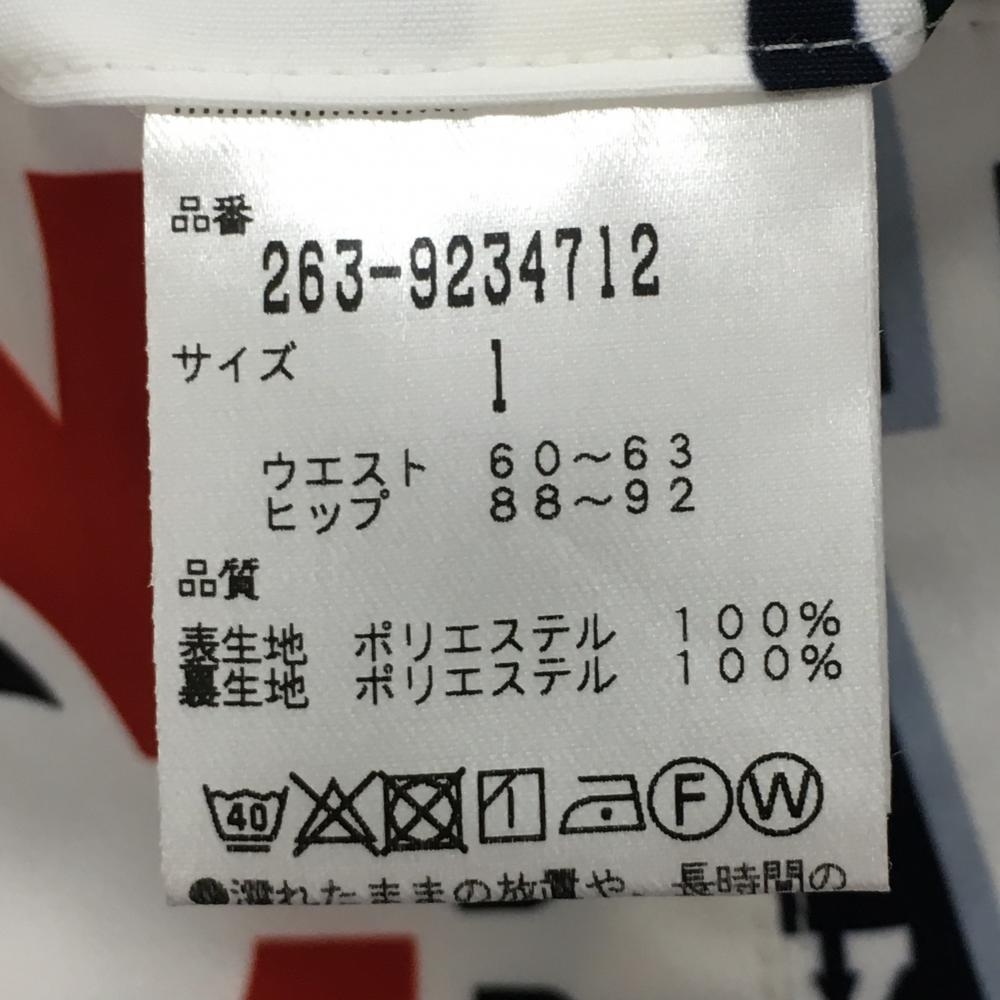 品番
263-9234712
サイズ 1
ウエスト 60～63
ヒップ 88～92
品質
表生地 ポリエステル 100%
裏生地 ポリエステル 100%
40 F W
●濡れたままの放置や、長時間の